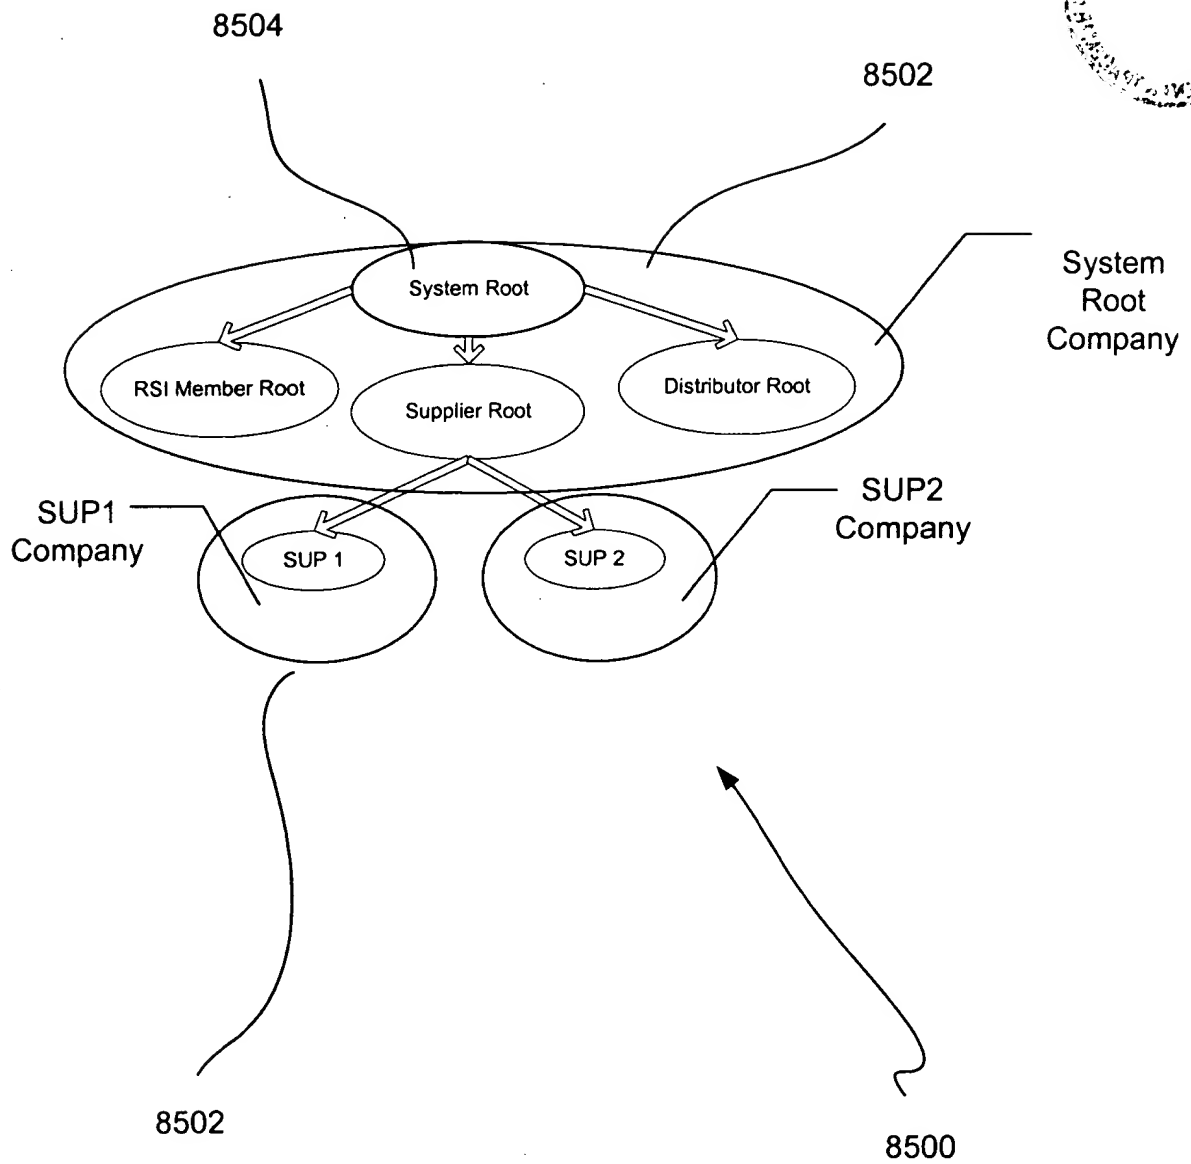 8504
8502
System
Root
Company
System Root
RSI Member Root
Supplier Root
Distributor Root
SUP1
Company
SUP2
Company
SUP 1
SUP 2
8502
8500